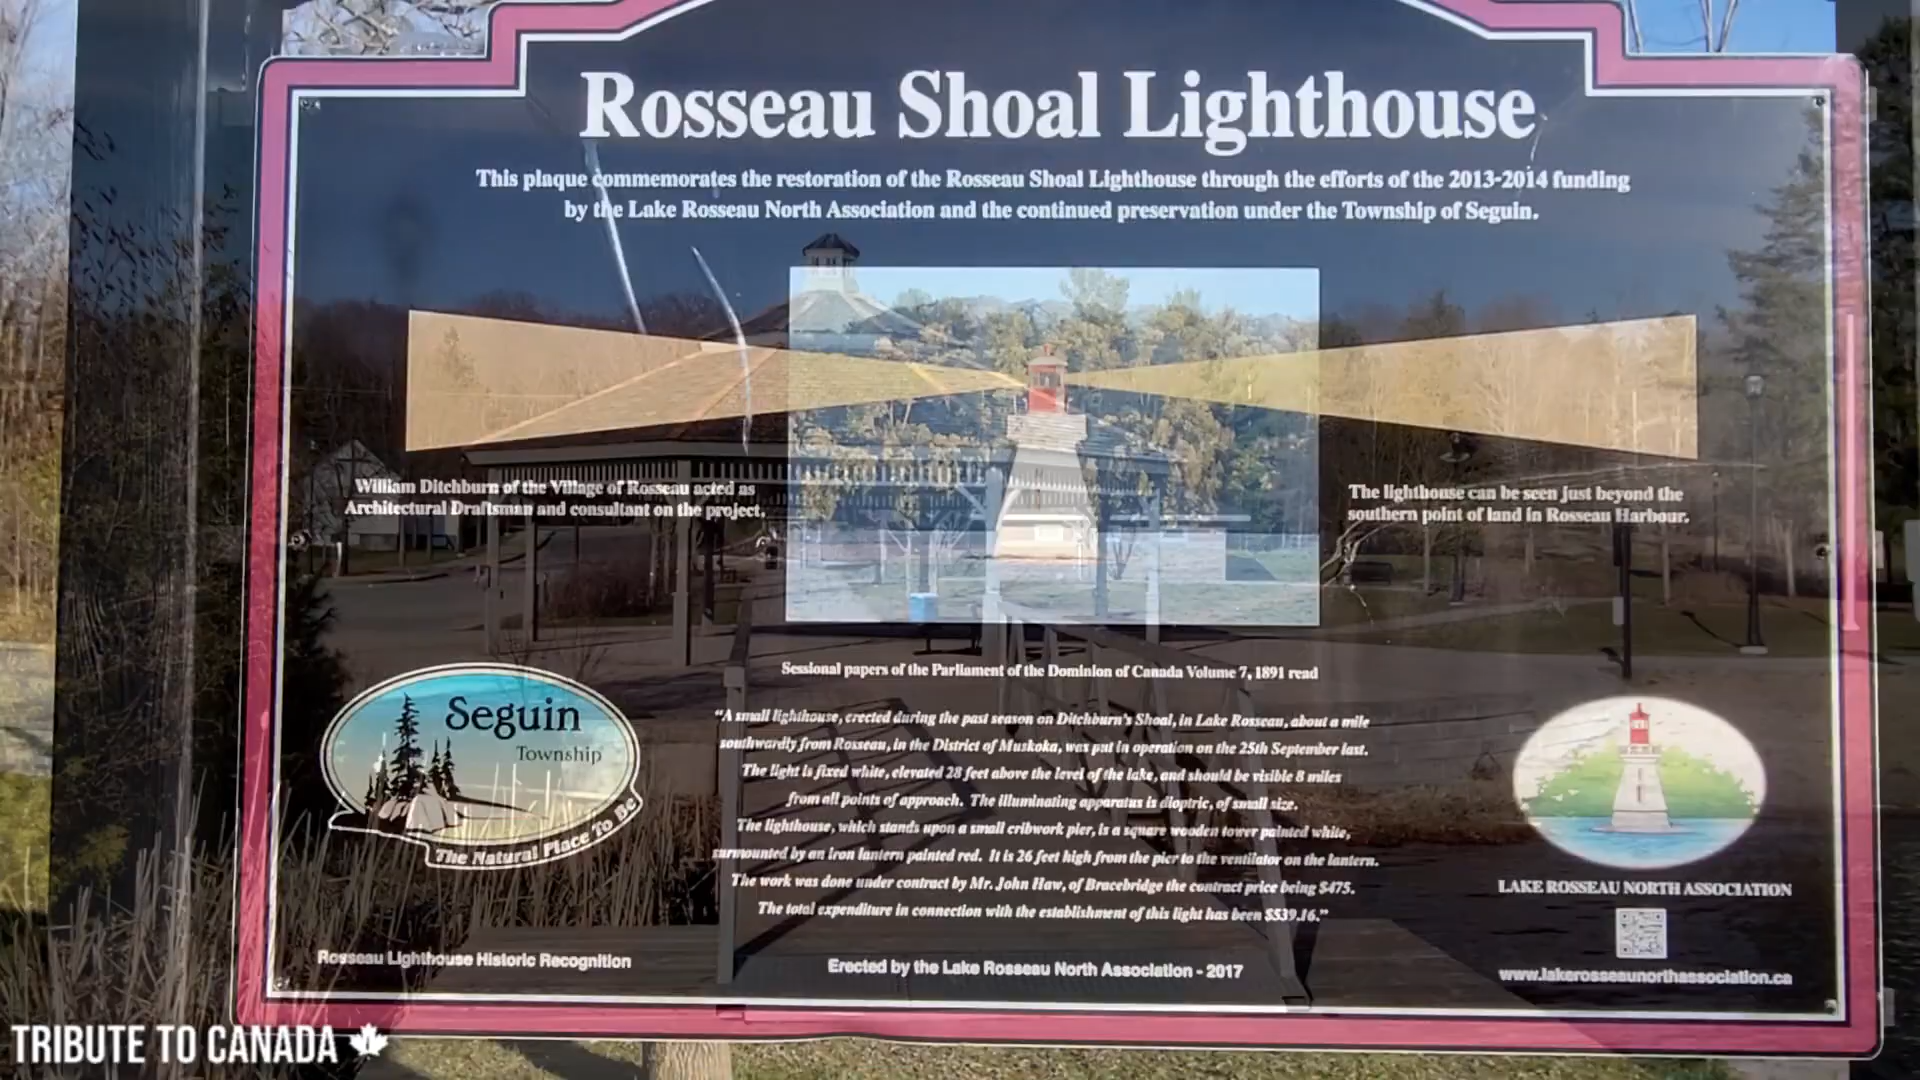 Rosseau Shoal Lighthouse
This plaque commemorates the restoration of the Rosseau Shoal Lighthouse through the efforts of the 2013-2014 funding
by the Lake Rosseau North Association and the continued preservation under the Township of Seguin.
William Ditchburn of the Village of Rosseau acted as
Architectural Draftsman and consultant on the project.
The lighthouse can be seen just beyond the
southern point of land in Rosseau Harbour.
Sessional papers of the Parliament of the Dominion of Canada Volume 7, 1891 read
"A small lighthouse, erected during the past season on Ditchburn's Shoal, in Lake Rosseau, about a mile
southwardly from Rosseau, in the District of Muskoka, was put in operation on the 25th September last.
The light is fixed white, elevated 28 feet above the level of the lake, and should be visible 8 miles
from all points of approach. The illuminating apparatus is dioptric, of small size.
The lighthouse, which stands upon a small cribwork pier, is a square wooden tower painted white,
surmounted by an iron lantern painted red. It is 26 feet high from the pier to the ventilator on the lantern.
The work was done under contract by Mr. John Haw, of Bracebridge the contract price being $475.
The total expenditure in connection with the establishment of this light has been $539.16."
Seguin
Township
The Natural Place To Be
LAKE ROSSEAU NORTH ASSOCIATION
Rosseau Lighthouse Historic Recognition
Erected by the Lake Rosseau North Association - 2017
www.lakerosseaunorthassociation.ca
TRIBUTE TO CANADA